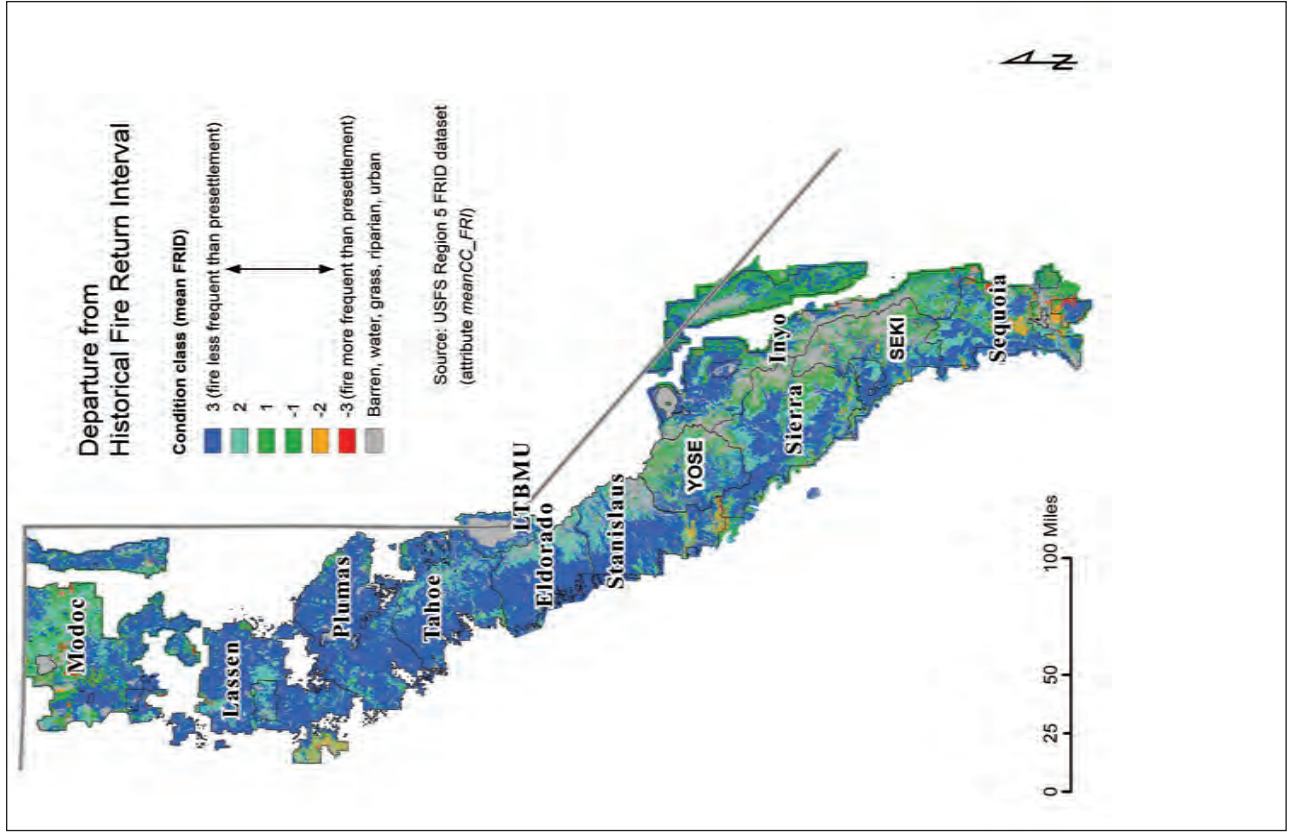 Departure from
Historical Fire Return Interval
Condition class (mean FRID)
3 (fire less frequent than presettlement)
2
1
-1
-2
-3 (fire more frequent than presettlement)
Barren, water, grass, riparian, urban
Source: USFS Region 5 FRID dataset
(attribute meanCC_FRI)
Modoc
Lassen
Plumas
Tahoe
LTBMU
Eldorado
Stanislaus
YOSE
Inyo
Sierra
SEKI
Sequoia
N
0 25 50 100 Miles